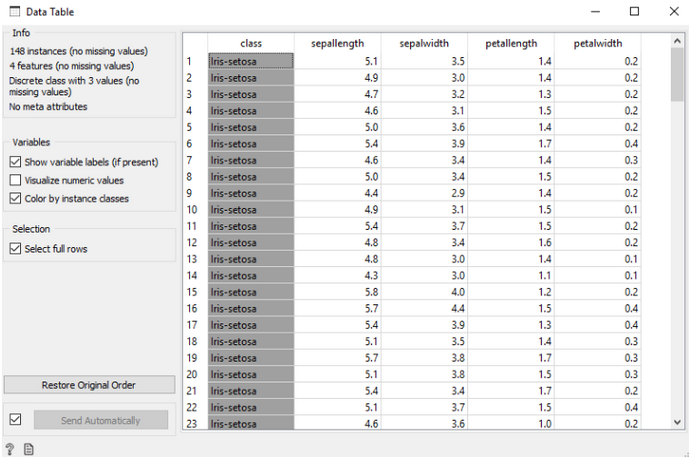 Data Table
Info
148 instances (no missing values)
4 features (no missing values)
Discrete class with 3 values (no
missing values)
No meta attributes
Variables
Show variable labels (if present)
Visualize numeric values
Color by instance classes
Selection
Select full rows
Restore Original Order
Send Automatically
class sepallength sepalwidth petallength petalwidth
1 Iris-setosa 5.1 3.5 1.4 0.2
2 Iris-setosa 4.9 3.0 1.4 0.2
3 Iris-setosa 4.7 3.2 1.3 0.2
4 Iris-setosa 4.6 3.1 1.5 0.2
5 Iris-setosa 5.0 3.6 1.4 0.2
6 Iris-setosa 5.4 3.9 1.7 0.4
7 Iris-setosa 4.6 3.4 1.4 0.3
8 Iris-setosa 5.0 3.4 1.5 0.2
9 Iris-setosa 4.4 2.9 1.4 0.2
10 Iris-setosa 4.9 3.1 1.5 0.1
11 Iris-setosa 5.4 3.7 1.5 0.2
12 Iris-setosa 4.8 3.4 1.6 0.2
13 Iris-setosa 4.8 3.0 1.4 0.1
14 Iris-setosa 4.3 3.0 1.1 0.1
15 Iris-setosa 5.8 4.0 1.2 0.2
16 Iris-setosa 5.7 4.4 1.5 0.4
17 Iris-setosa 5.4 3.9 1.3 0.4
18 Iris-setosa 5.1 3.5 1.4 0.3
19 Iris-setosa 5.7 3.8 1.7 0.3
20 Iris-setosa 5.1 3.8 1.5 0.3
21 Iris-setosa 5.4 3.4 1.7 0.2
22 Iris-setosa 5.1 3.7 1.5 0.4
23 Iris-setosa 4.6 3.6 1.0 0.2